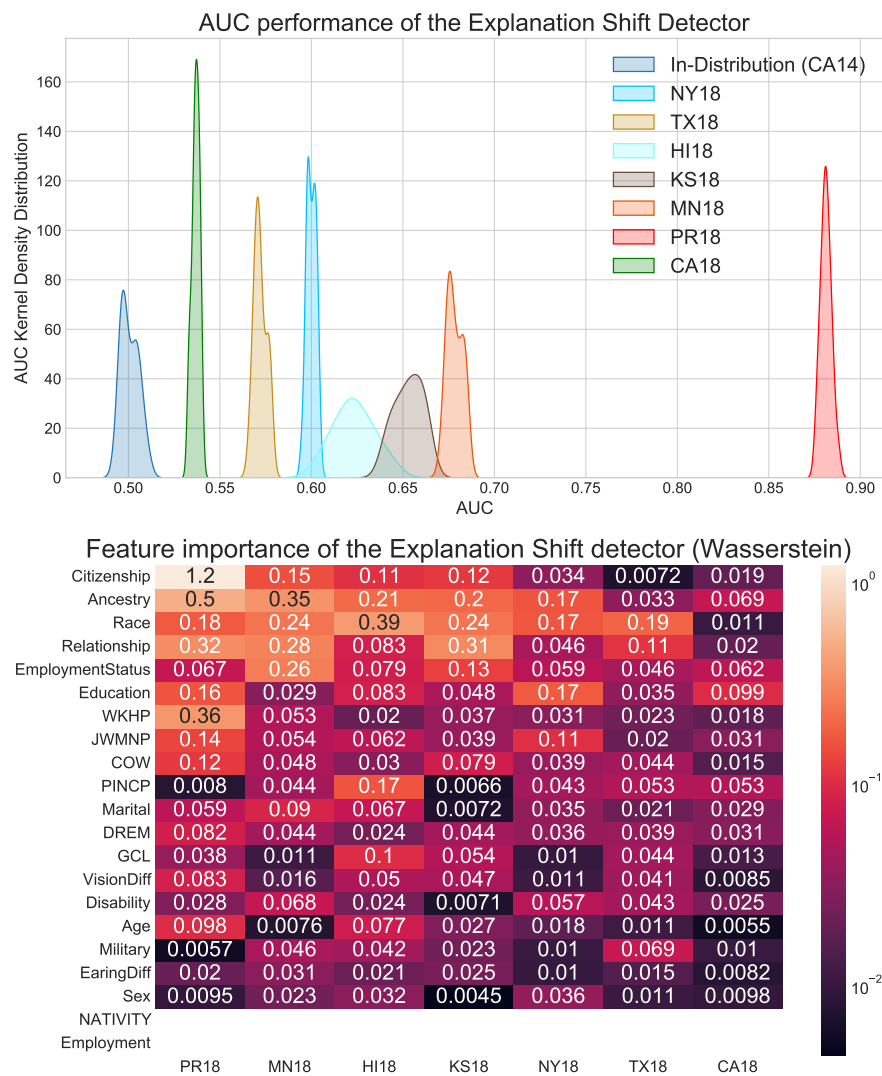 AUC performance of the Explanation Shift Detector
AUC Kernel Density Distribution
160
140
120
100
80
60
40
20
0
In-Distribution (CA14)
NY18
TX18
HI18
KS18
MN18
PR18
CA18
0.50 0.55 0.60 0.65 0.70 0.75 0.80 0.85 0.90
AUC
Feature importance of the Explanation Shift detector (Wasserstein)
Citizenship 1.2 0.15 0.11 0.12 0.034 0.0072 0.019
Ancestry 0.5 0.35 0.21 0.2 0.17 0.033 0.069
Race 0.18 0.24 0.39 0.24 0.17 0.19 0.011
Relationship 0.32 0.28 0.083 0.31 0.046 0.11 0.02
EmploymentStatus 0.067 0.26 0.079 0.13 0.059 0.046 0.062
Education 0.16 0.029 0.083 0.048 0.17 0.035 0.099
WKHP 0.36 0.053 0.02 0.037 0.031 0.023 0.018
JWMNP 0.14 0.054 0.062 0.039 0.11 0.02 0.031
COW 0.12 0.048 0.03 0.079 0.039 0.044 0.015
PINCP 0.008 0.044 0.17 0.0066 0.043 0.053 0.053
Marital 0.059 0.09 0.067 0.0072 0.035 0.021 0.029
DREM 0.082 0.044 0.024 0.044 0.036 0.039 0.031
GCL 0.038 0.011 0.1 0.054 0.01 0.044 0.013
VisionDiff 0.083 0.016 0.05 0.047 0.011 0.041 0.0085
Disability 0.028 0.068 0.024 0.0071 0.057 0.043 0.025
Age 0.098 0.0076 0.077 0.027 0.018 0.011 0.0055
Military 0.0057 0.046 0.042 0.023 0.01 0.069 0.01
EaringDiff 0.02 0.031 0.021 0.025 0.01 0.015 0.0082
Sex 0.0095 0.023 0.032 0.0045 0.036 0.011 0.0098
NATIVITY
Employment
PR18 MN18 HI18 KS18 NY18 TX18 CA18
10⁰
10⁻¹
10⁻²